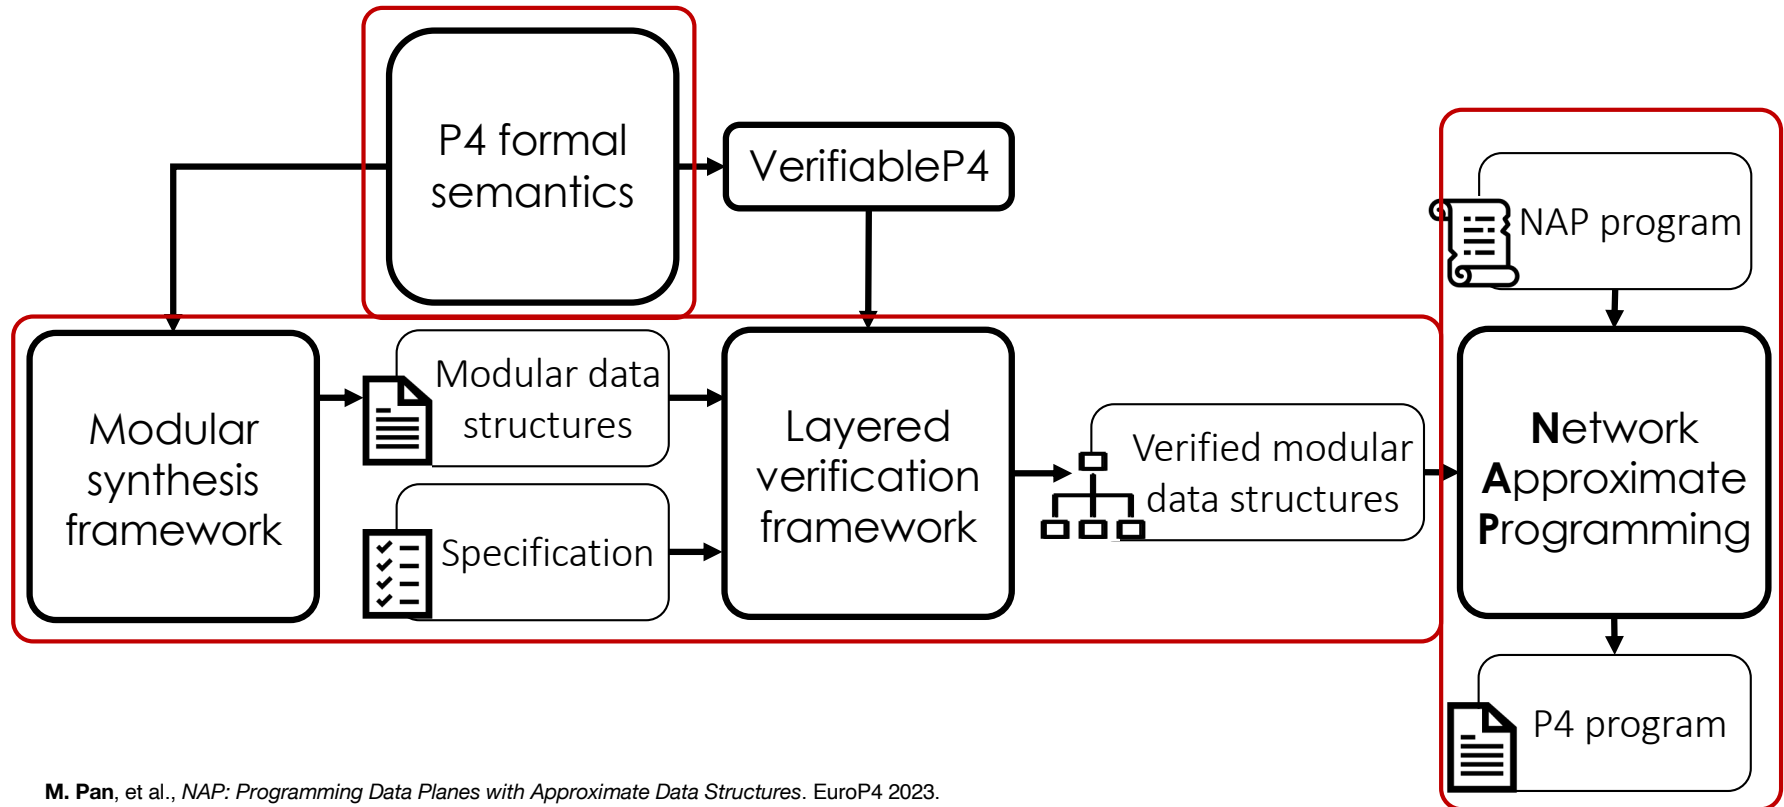 P4 formal
semantics
VerifiableP4
NAP program
Modular
synthesis
framework
Modular data
structures
Specification
Layered
verification
framework
Verified modular
data structures
Network
Approximate
Programming
P4 program
M. Pan, et al., NAP: Programming Data Planes with Approximate Data Structures. EuroP4 2023.